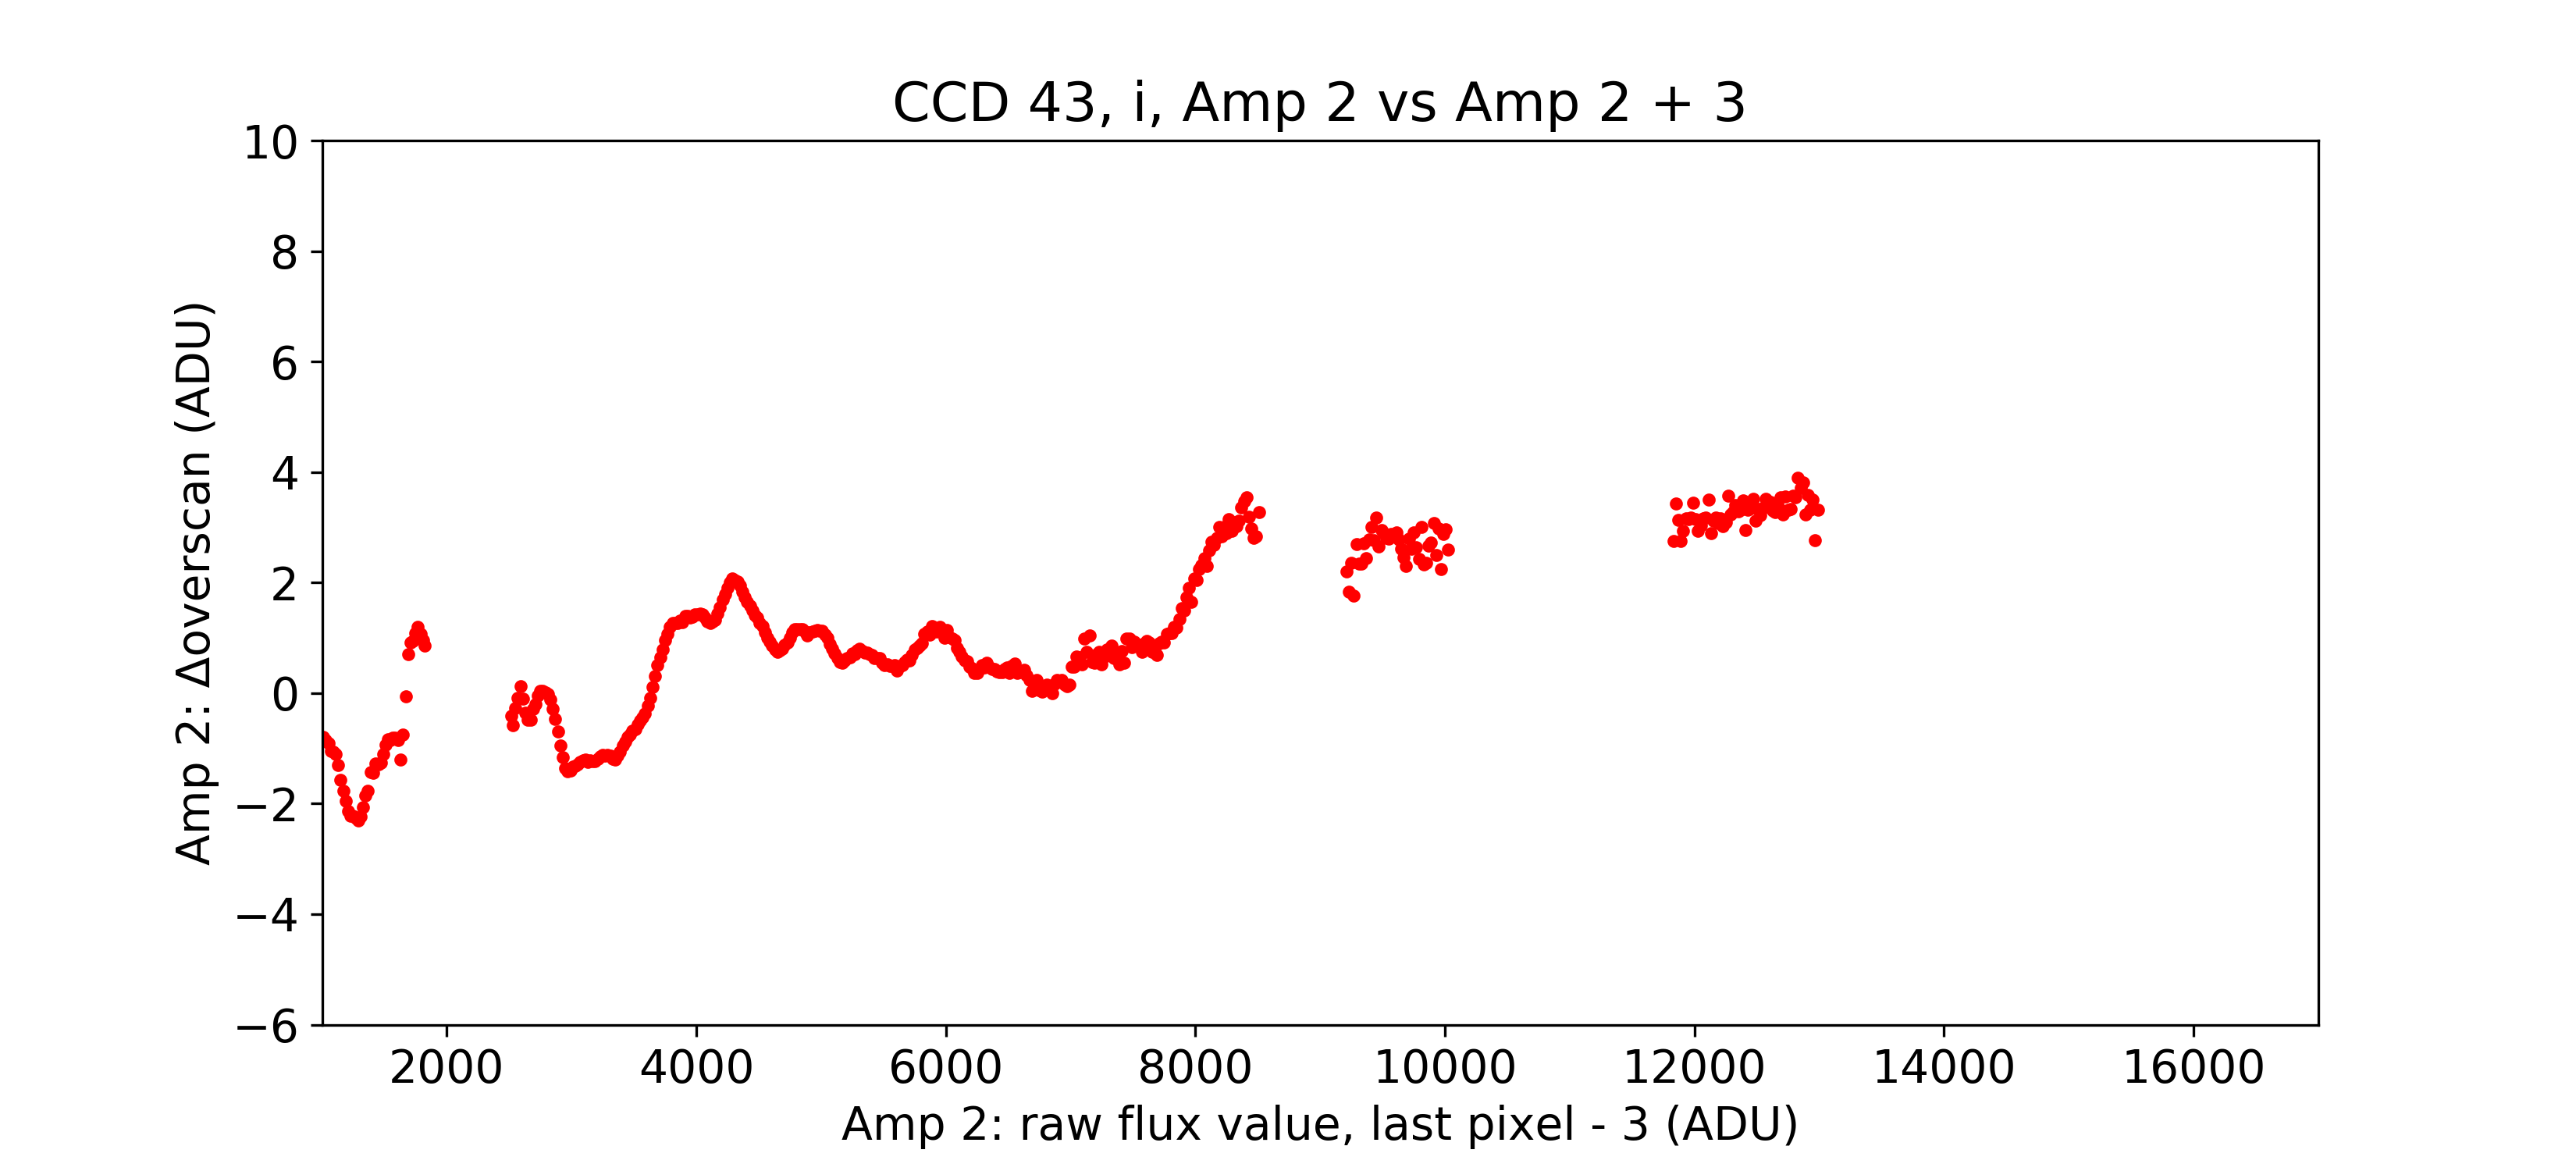 CCD 43, i, Amp 2 vs Amp 2 + 3
10
8
6
4
2
0
−2
−4
−6
Amp 2: Δoverscan (ADU)
2000 4000 6000 8000 10000 12000 14000 16000
Amp 2: raw flux value, last pixel - 3 (ADU)